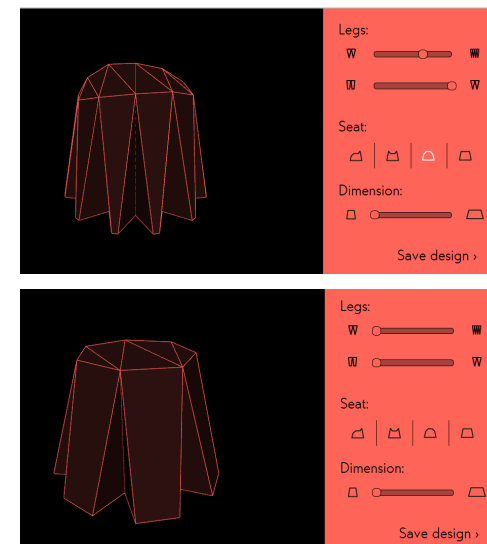 Legs:
Seat:
Dimension:
Save design ›
Legs:
Seat:
Dimension:
Save design ›